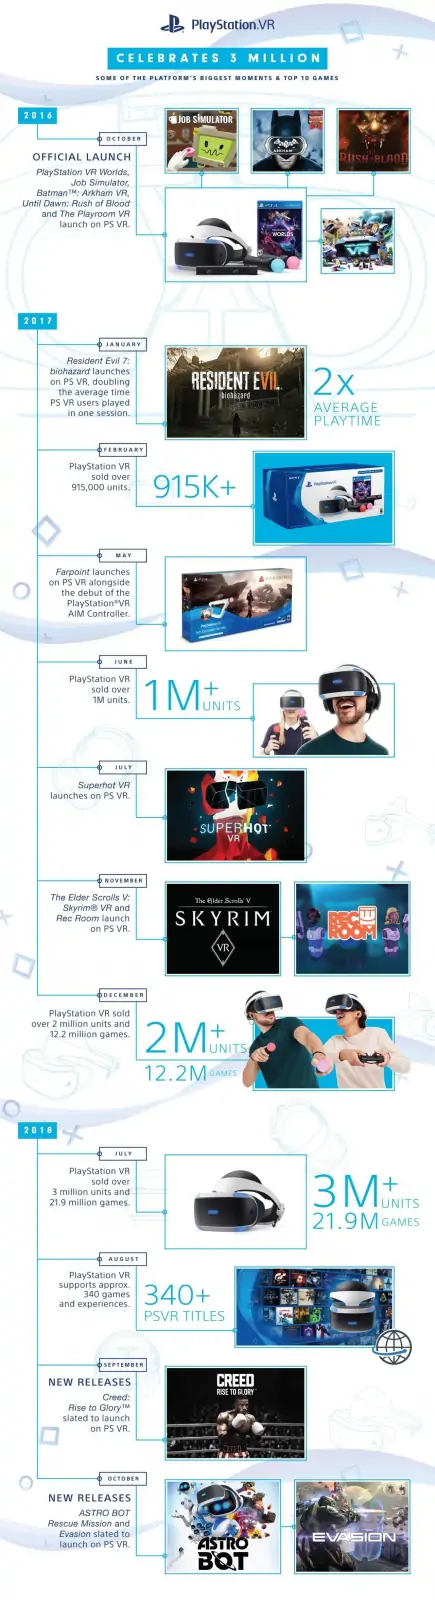 PlayStation.VR
CELEBRATES 3 MILLION
SOME OF THE PLATFORM'S BIGGEST MOMENTS & TOP 10 GAMES
2016
OCTOBER
OFFICIAL LAUNCH
PlayStation VR Worlds,
Job Simulator,
Batman™: Arkham VR,
Until Dawn: Rush of Blood
and The Playroom VR
launch on PS VR.
JOB SIMULATOR
BATMAN
ARKHAM
RUSH OF BLOOD
WORLDS
VR
2017
JANUARY
Resident Evil 7:
biohazard launches
on PS VR, doubling
the average time
PS VR users played
in one session.
RESIDENT EVIL
biohazard
2x
AVERAGE
PLAYTIME
FEBRUARY
PlayStation VR
sold over
915,000 units.
915K+
SONY
PlayStation.VR
MAY
Farpoint launches
on PS VR alongside
the debut of the
PlayStation®VR
AIM Controller.
FARPOINT
JUNE
PlayStation VR
sold over
1M units.
1M+
UNITS
JULY
Superhot VR
launches on PS VR.
SUPERHOT
VR
NOVEMBER
The Elder Scrolls V:
Skyrim® VR and
Rec Room launch
on PS VR.
The Elder Scrolls V
SKYRIM
VR
REC
ROOM
DECEMBER
PlayStation VR sold
over 2 million units and
12.2 million games.
2M+
UNITS
12.2M GAMES
2018
JULY
PlayStation VR
sold over
3 million units and
21.9 million games.
3M+
UNITS
21.9M GAMES
AUGUST
PlayStation VR
supports approx.
340 games
and experiences.
340+
PSVR TITLES
SEPTEMBER
NEW RELEASES
Creed:
Rise to Glory™
slated to launch
on PS VR.
CREED
RISE TO GLORY
OCTOBER
NEW RELEASES
ASTRO BOT
Rescue Mission and
Evasion slated to
launch on PS VR.
ASTRO
BOT
EVASION